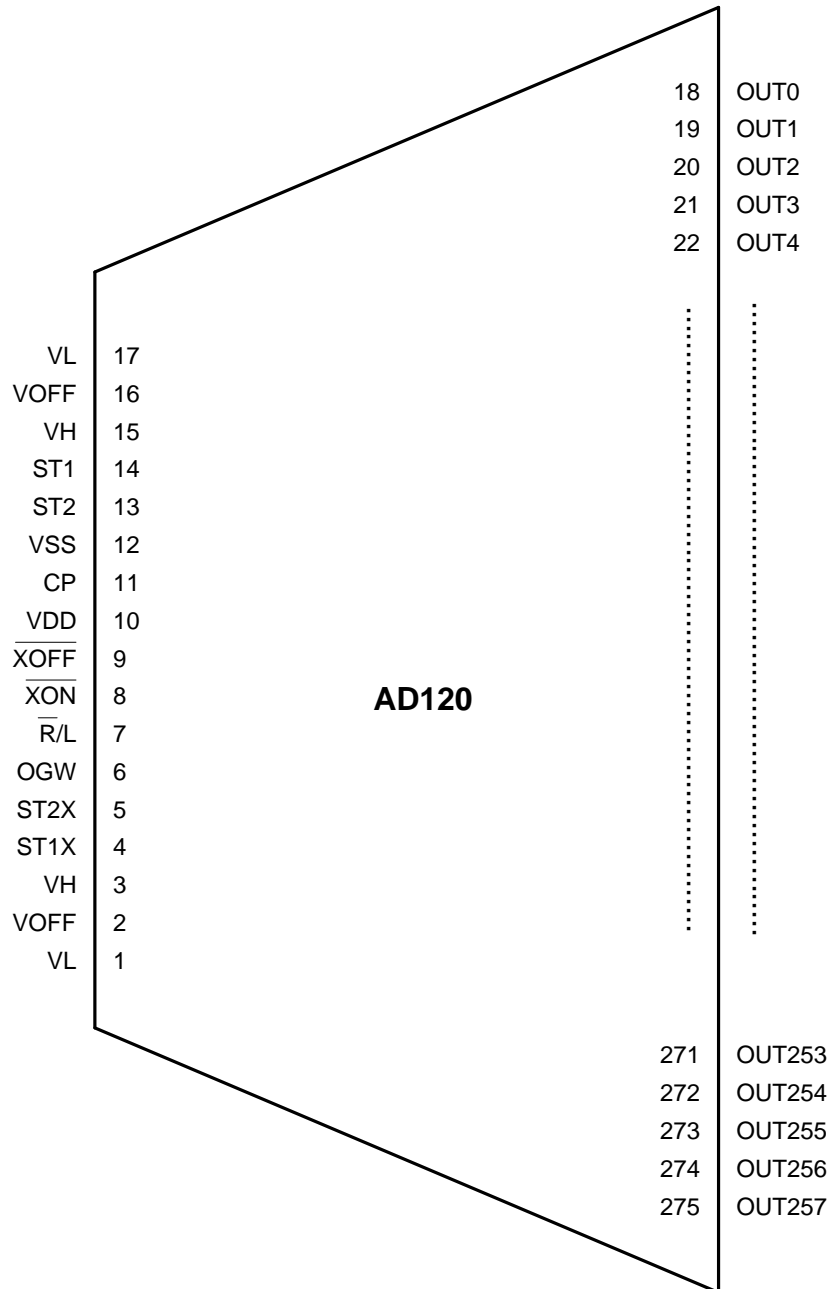 18 OUT0
19 OUT1
20 OUT2
21 OUT3
22 OUT4
VL 17
VOFF 16
VH 15
ST1 14
ST2 13
VSS 12
CP 11
VDD 10
X̅O̅F̅F̅ 9
X̅O̅N̅ 8
R̅/L 7
OGW 6
ST2X 5
ST1X 4
VH 3
VOFF 2
VL 1
AD120
271 OUT253
272 OUT254
273 OUT255
274 OUT256
275 OUT257